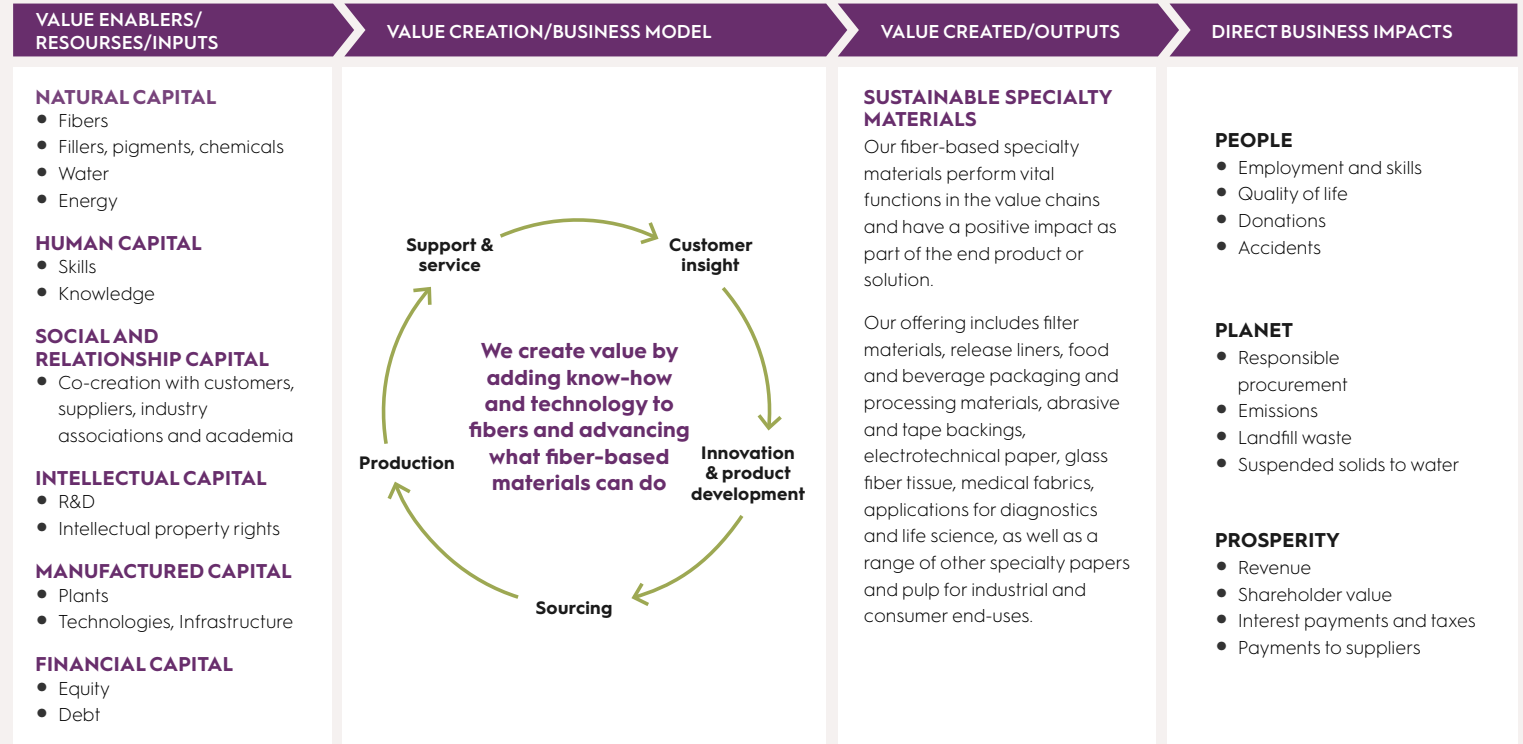 VALUE ENABLERS/
RESOURSES/INPUTS
VALUE CREATION/BUSINESS MODEL
VALUE CREATED/OUTPUTS
DIRECT BUSINESS IMPACTS
NATURAL CAPITAL
• Fibers
• Fillers, pigments, chemicals
• Water
• Energy
HUMAN CAPITAL
• Skills
• Knowledge
SOCIAL AND
RELATIONSHIP CAPITAL
• Co-creation with customers,
suppliers, industry
associations and academia
INTELLECTUAL CAPITAL
• R&D
• Intellectual property rights
MANUFACTURED CAPITAL
• Plants
• Technologies, Infrastructure
FINANCIAL CAPITAL
• Equity
• Debt
Support &
service
Customer
insight
Innovation
& product
development
Sourcing
Production
We create value by
adding know-how
and technology to
fibers and advancing
what fiber-based
materials can do
SUSTAINABLE SPECIALTY
MATERIALS
Our fiber-based specialty
materials perform vital
functions in the value chains
and have a positive impact as
part of the end product or
solution.
Our offering includes filter
materials, release liners, food
and beverage packaging and
processing materials, abrasive
and tape backings,
electrotechnical paper, glass
fiber tissue, medical fabrics,
applications for diagnostics
and life science, as well as a
range of other specialty papers
and pulp for industrial and
consumer end-uses.
PEOPLE
• Employment and skills
• Quality of life
• Donations
• Accidents
PLANET
• Responsible
procurement
• Emissions
• Landfill waste
• Suspended solids to water
PROSPERITY
• Revenue
• Shareholder value
• Interest payments and taxes
• Payments to suppliers